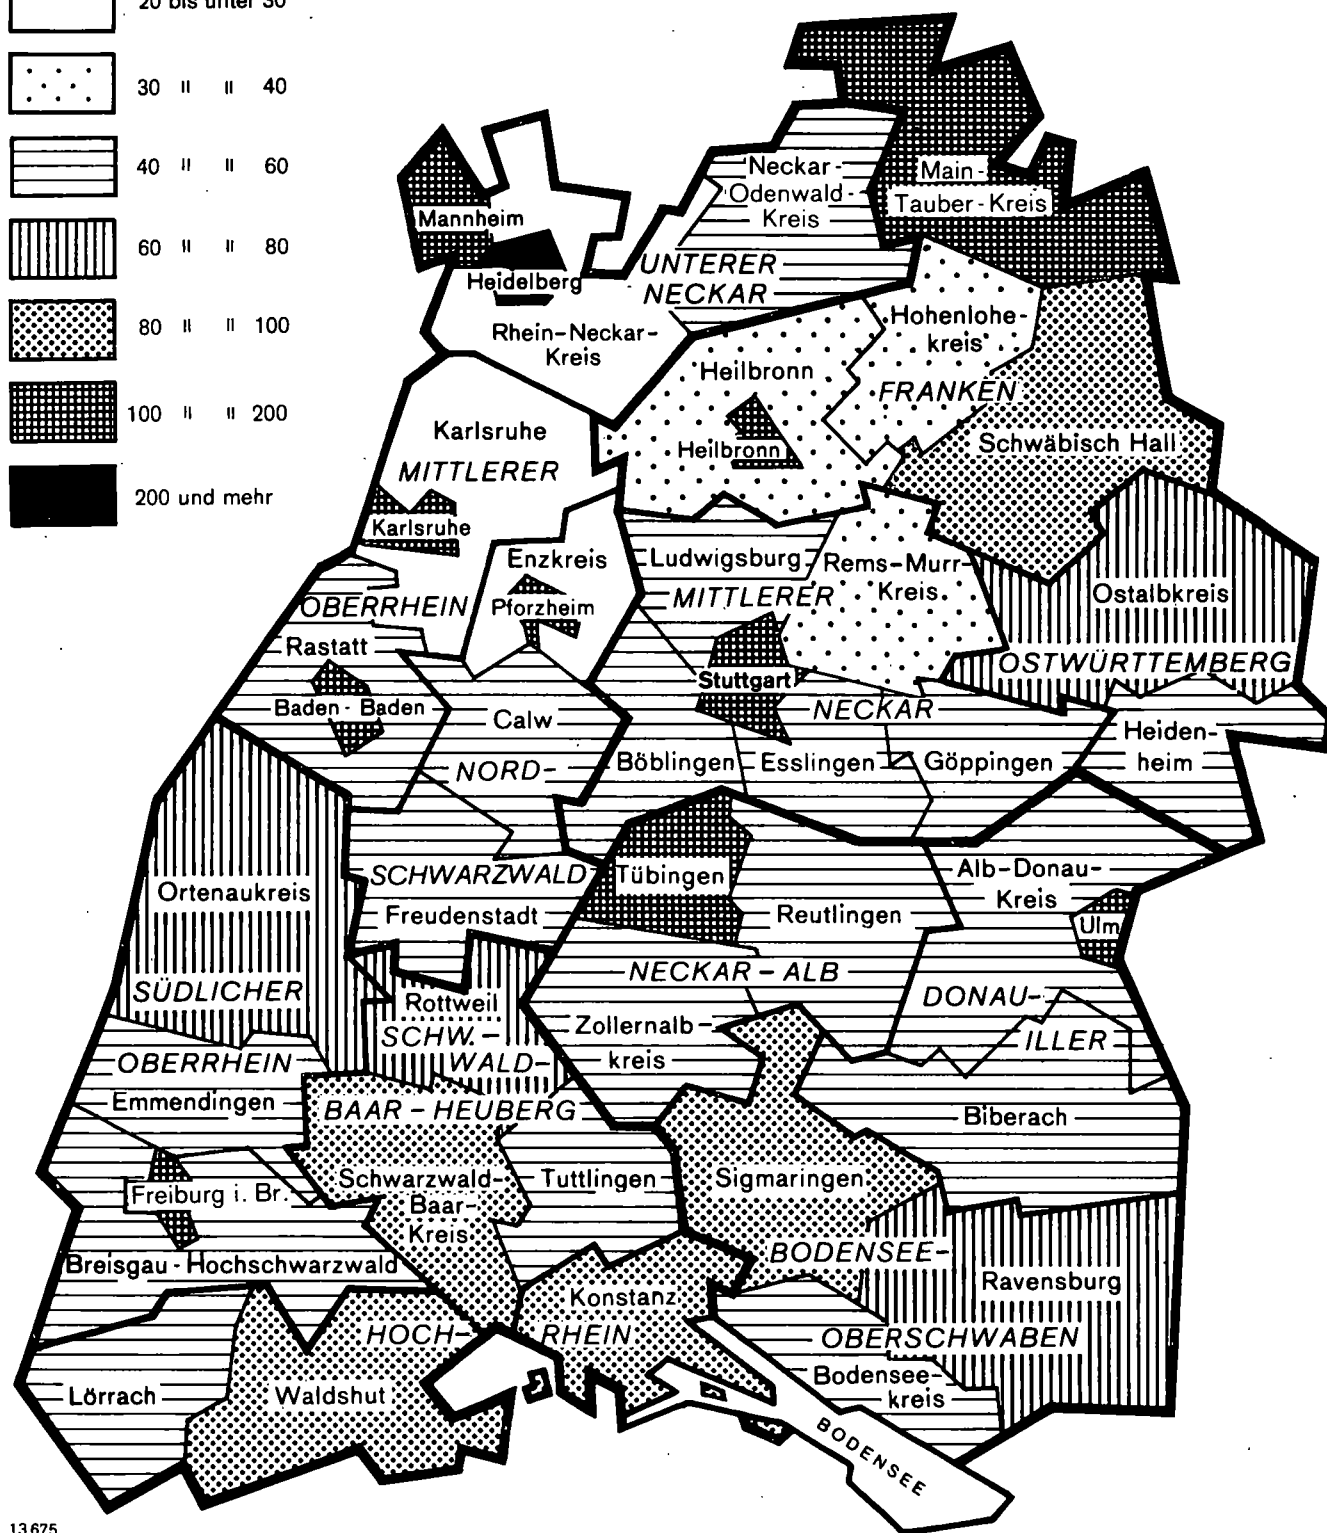 20 bis unter 30
30 " " 40
40 " " 60
60 " " 80
80 " " 100
100 " " 200
200 und mehr
Neckar-
Odenwald-
Kreis
Main-
Tauber-Kreis
Mannheim
Heidelberg
UNTERER
NECKAR
Rhein-Neckar-
Kreis
Hohenlohe-
kreis
Heilbronn
FRANKEN
Heilbronn
Schwäbisch Hall
Karlsruhe
MITTLERER
Karlsruhe
Enzkreis
Ludwigsburg
Rems-Murr-
Kreis
Ostalbkreis
OBERRHEIN
Pforzheim
MITTLERER
Rastatt
Stuttgart
OSTWÜRTTEMBERG
Baden-Baden
Calw
NECKAR
Heiden-
heim
NORD-
Böblingen
Esslingen
Göppingen
SCHWARZWALD
Tübingen
Alb-Donau-
Kreis
Ortenaukreis
Freudenstadt
Reutlingen
Ulm
SÜDLICHER
Rottweil
NECKAR-ALB
DONAU-
ILLER
SCHW.-
WALD-
Zollernalb-
kreis
OBERRHEIN
Emmendingen
BAAR-HEUBERG
Biberach
Freiburg i. Br.
Schwarzwald-
Baar-
Kreis
Tuttlingen
Sigmaringen
Breisgau-Hochschwarzwald
BODENSEE-
Konstanz
Ravensburg
HOCH-
RHEIN
OBERSCHWABEN
Lörrach
Waldshut
Bodensee-
kreis
BODENSEE
13675